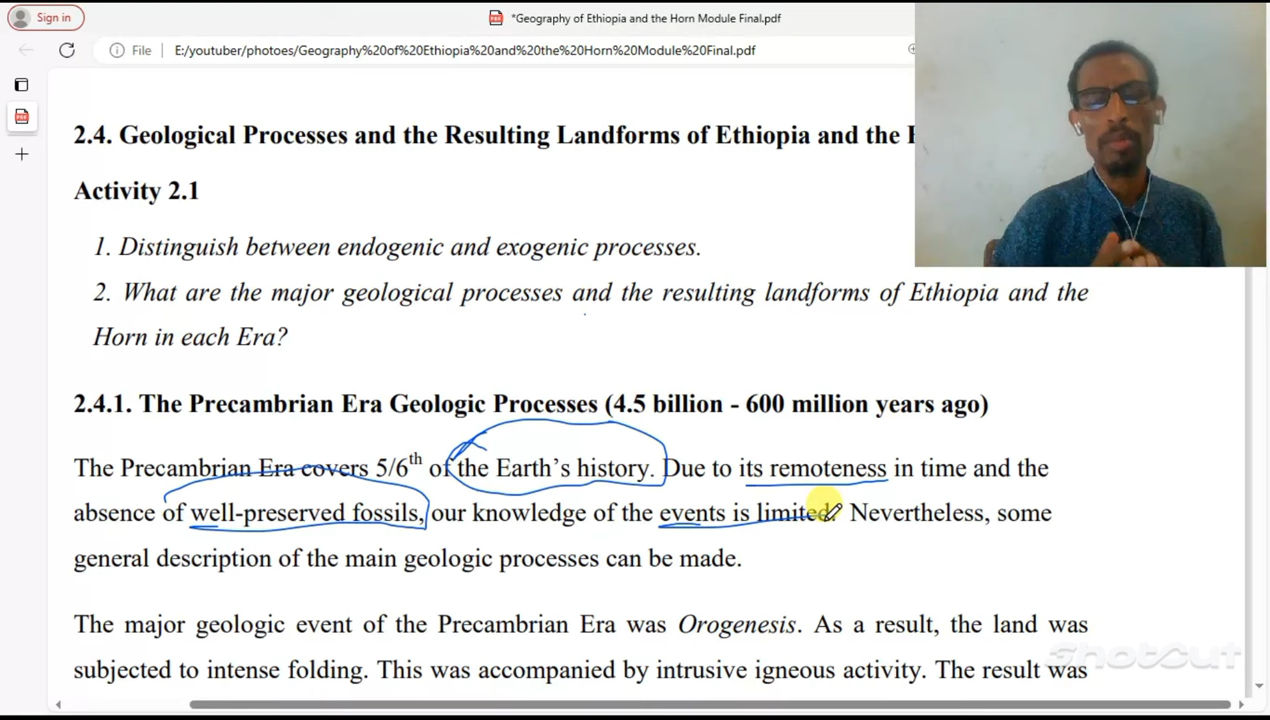 Sign in
*Geography of Ethiopia and the Horn Module Final.pdf
File
E:/youtuber/photoes/Geography%20of%20Ethiopia%20and%20the%20Horn%20Module%20Final.pdf
2.4. Geological Processes and the Resulting Landforms of Ethiopia and the
Activity 2.1
1. Distinguish between endogenic and exogenic processes.
2. What are the major geological processes and the resulting landforms of Ethiopia and the
Horn in each Era?
2.4.1. The Precambrian Era Geologic Processes (4.5 billion - 600 million years ago)
The Precambrian Era covers 5/6th of the Earth's history. Due to its remoteness in time and the
absence of well-preserved fossils, our knowledge of the events is limited. Nevertheless, some
general description of the main geologic processes can be made.
The major geologic event of the Precambrian Era was Orogenesis. As a result, the land was
subjected to intense folding. This was accompanied by intrusive igneous activity. The result was
shotcut